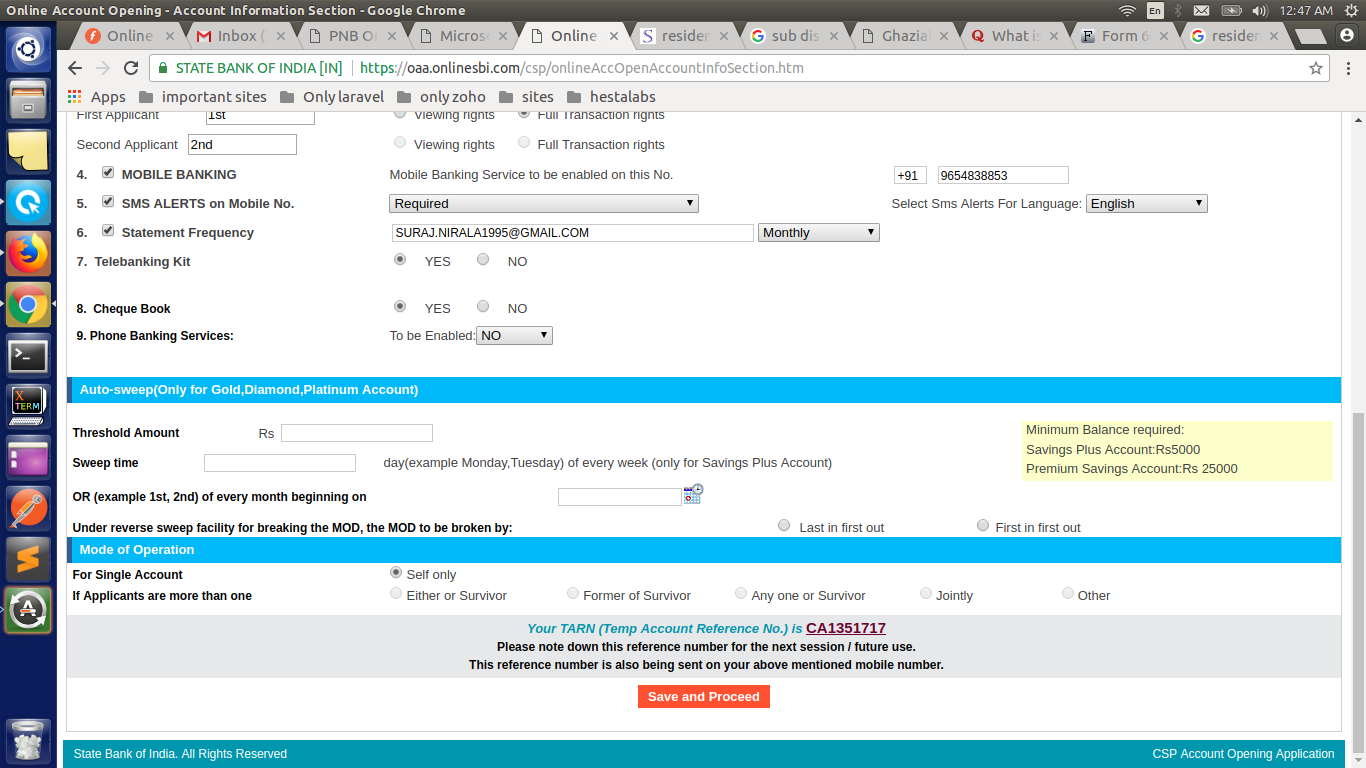 Online Account Opening - Account Information Section - Google Chrome
En
12:47 AM
Online
Inbox (
PNB On
Micros
Online
residen
sub dis
Ghazial
What is
Form 6
residen
STATE BANK OF INDIA [IN]
https://oaa.onlinesbi.com/csp/onlineAccOpenAccountInfoSection.htm
Apps
important sites
Only laravel
only zoho
sites
hestalabs
First Applicant 1st Viewing rights Full Transaction rights
Second Applicant 2nd Viewing rights Full Transaction rights
4. MOBILE BANKING Mobile Banking Service to be enabled on this No. +91 9654838853
5. SMS ALERTS on Mobile No. Required Select Sms Alerts For Language: English
6. Statement Frequency SURAJ.NIRALA1995@GMAIL.COM Monthly
7. Telebanking Kit YES NO
8. Cheque Book YES NO
9. Phone Banking Services: To be Enabled: NO
Auto-sweep(Only for Gold,Diamond,Platinum Account)
Threshold Amount Rs
Minimum Balance required:
Savings Plus Account:Rs5000
Premium Savings Account:Rs 25000
Sweep time day(example Monday,Tuesday) of every week (only for Savings Plus Account)
OR (example 1st, 2nd) of every month beginning on
Under reverse sweep facility for breaking the MOD, the MOD to be broken by: Last in first out First in first out
Mode of Operation
For Single Account Self only
If Applicants are more than one Either or Survivor Former of Survivor Any one or Survivor Jointly Other
Your TARN (Temp Account Reference No.) is CA1351717
Please note down this reference number for the next session / future use.
This reference number is also being sent on your above mentioned mobile number.
Save and Proceed
State Bank of India. All Rights Reserved
CSP Account Opening Application
X
TERM